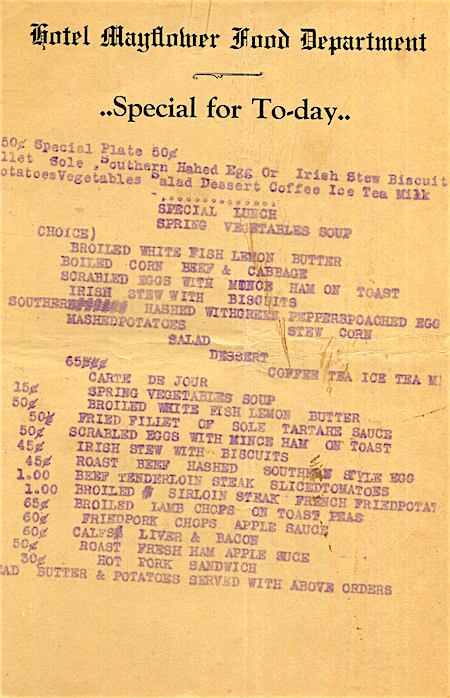 Hotel Mayflower Food Department
..Special for To-day..
50¢ Special Plate 50¢
llet Sole ,Southern Hahed Egg Or Irish Stew Biscuit
otatoesVegetables Salad Dessert Coffee Ice Tea Milk
SPECIAL LUNCH
SPRING VEGETABLES SOUP
CHOICE)
BROILED WHITE FISH LEMON BUTTER
BOILED CORN BEEF & CABBAGE
SCRABLED EGGS WITH MINCE HAM ON TOAST
IRISH STEW WITH BISCUITS
SOUTHERN HASHED WITHGREEN PEPPERSPOACHED EGG
MASHEDPOTATOES STEW CORN
SALAD
DESSERT
65¢ COFFEE TEA ICE TEA M
CARTE DE JOUR
15¢ SPRING VEGETABLES SOUP
50¢ BROILED WHITE FISH LEMON BUTTER
50¢ FRIED FILLET OF SOLE TARTARE SAUCE
50¢ SCRABLED EGGS WITH MINCE HAM ON TOAST
45¢ IRISH STEW WITH BISCUITS
45¢ ROAST BEEF HASHED SOUTHERN STYLE EGG
1.00 BEEF TENDERLOIN STEAK SLICEDTOMATOES
1.00 BROILED SIRLOIN STEAK FRENCH FRIEDPOTAT
65¢ BROILED LAMB CHOPS ON TOAST PEAS
60¢ FRIEDPORK CHOPS APPLE SAUCE
60¢ CALFS LIVER & BACON
50¢ ROAST FRESH HAM APPLE SUCE
30¢ HOT PORK SANDWICH
EAD BUTTER & POTATOES SERVED WITH ABOVE ORDERS